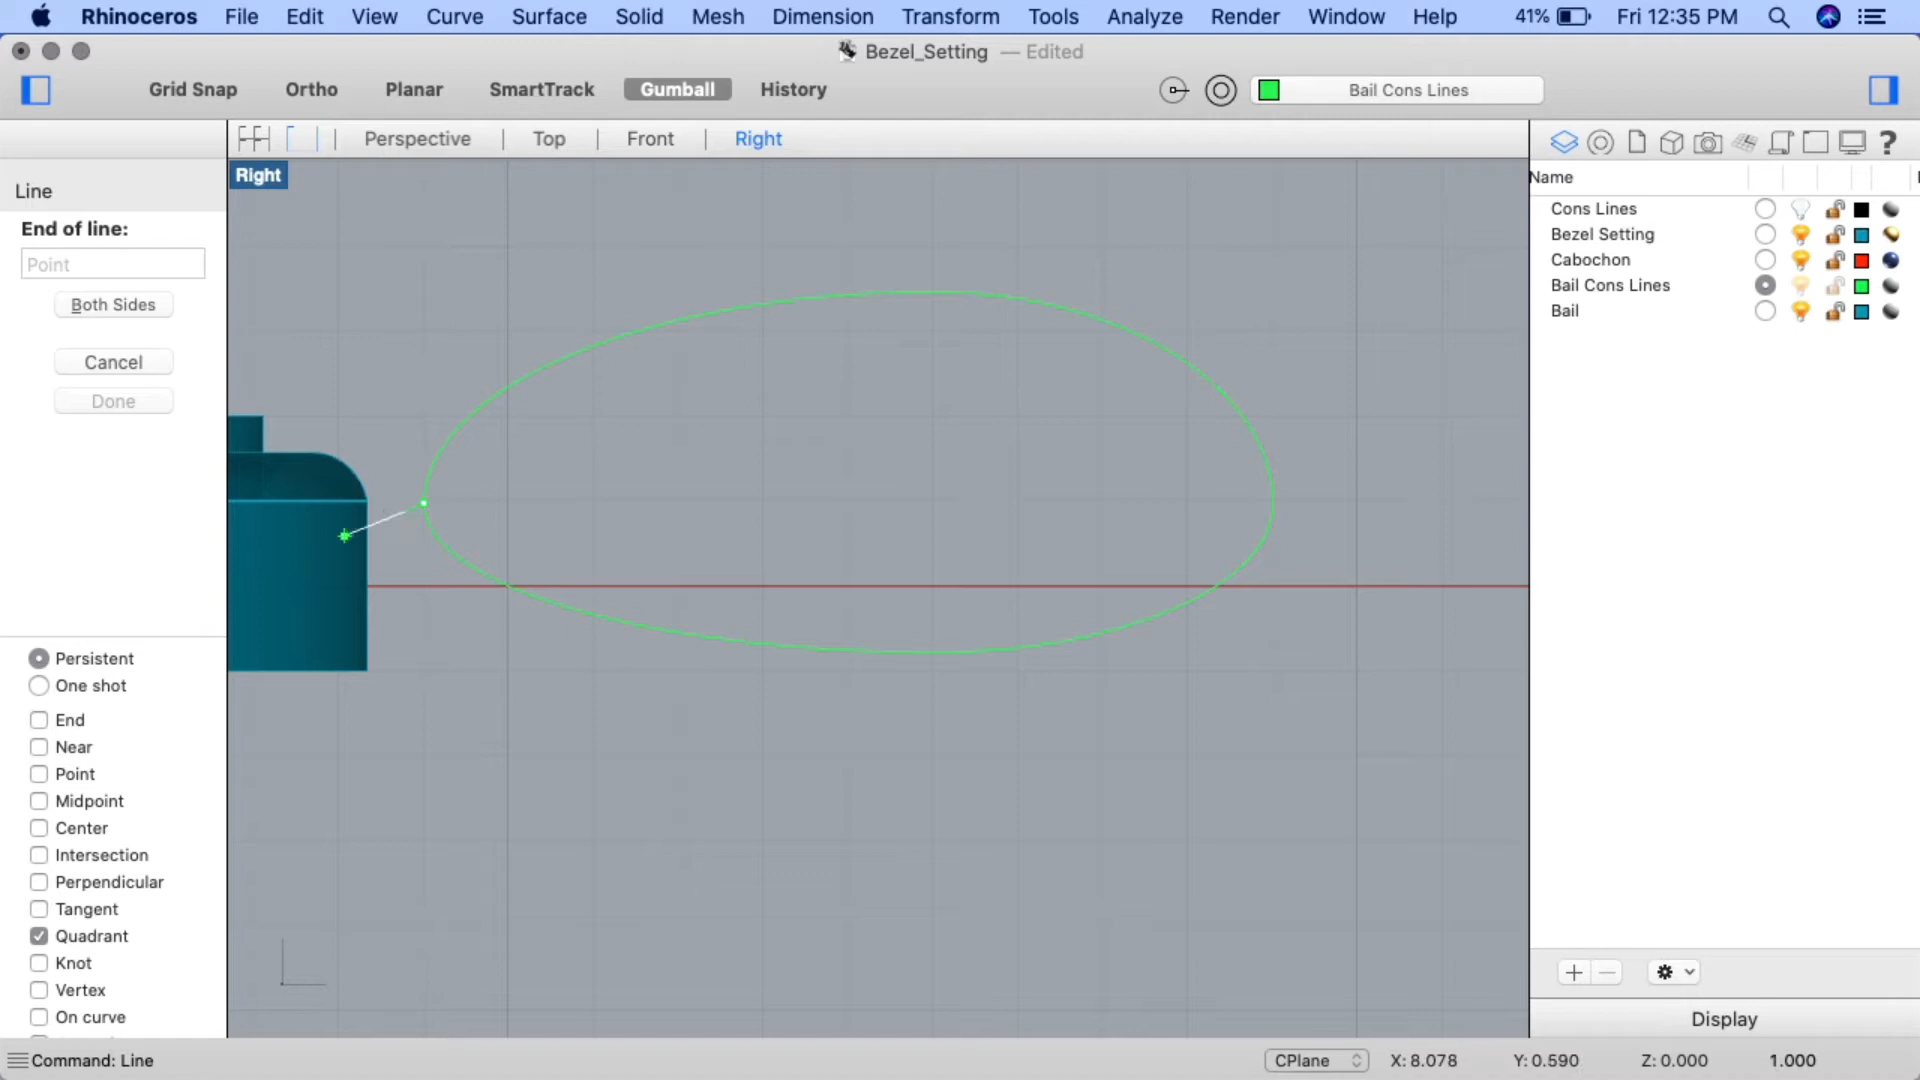 Rhinoceros File Edit View Curve Surface Solid Mesh Dimension Transform Tools Analyze Render Window Help 41% Fri 12:35 PM
Bezel_Setting — Edited
Grid Snap Ortho Planar SmartTrack Gumball History Bail Cons Lines
Perspective Top Front Right
Right
Line
End of line:
Point
Both Sides
Cancel
Done
Persistent
One shot
End
Near
Point
Midpoint
Center
Intersection
Perpendicular
Tangent
Quadrant
Knot
Vertex
On curve
Name
Cons Lines
Bezel Setting
Cabochon
Bail Cons Lines
Bail
Display
Command: Line
CPlane X: 8.078 Y: 0.590 Z: 0.000 1.000